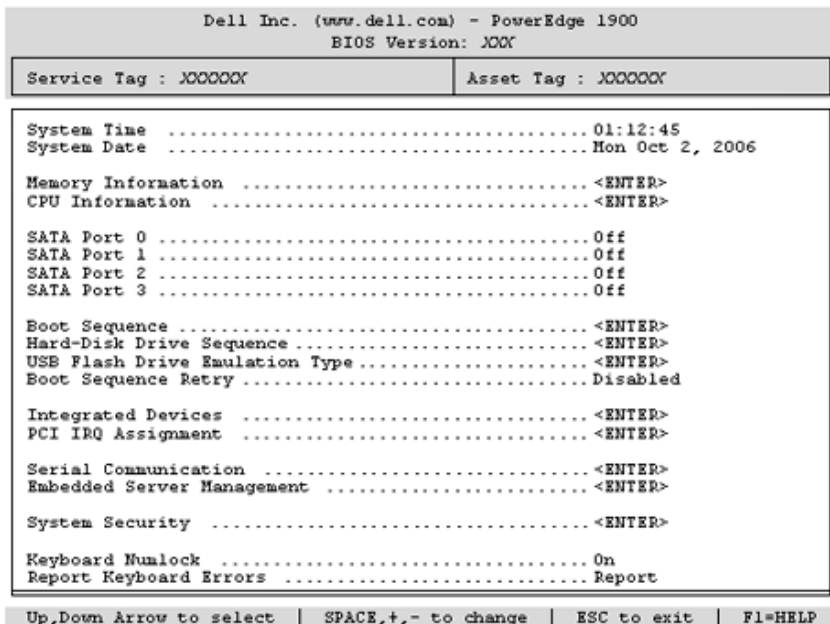 Dell Inc. (www.dell.com) - PowerEdge 1900
BIOS Version: XXX
Service Tag : XXXXXX Asset Tag : XXXXXX
System Time ........................................ 01:12:45
System Date ........................................ Mon Oct 2, 2006
Memory Information ................................. <ENTER>
CPU Information .................................... <ENTER>
SATA Port 0 ......................................... Off
SATA Port 1 ......................................... Off
SATA Port 2 ......................................... Off
SATA Port 3 ......................................... Off
Boot Sequence ....................................... <ENTER>
Hard-Disk Drive Sequence ............................ <ENTER>
USB Flash Drive Emulation Type ...................... <ENTER>
Boot Sequence Retry ................................. Disabled
Integrated Devices ................................. <ENTER>
PCI IRQ Assignment ................................. <ENTER>
Serial Communication ............................... <ENTER>
Embedded Server Management ......................... <ENTER>
System Security .................................... <ENTER>
Keyboard Numlock ................................... On
Report Keyboard Errors ............................. Report
Up,Down Arrow to select | SPACE,+,- to change | ESC to exit | F1=HELP